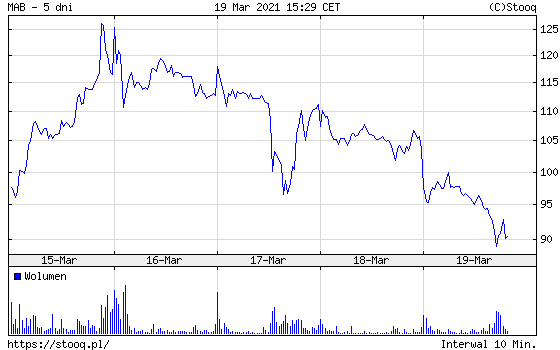 MAB - 5 dni 19 Mar 2021 15:29 CET (C)Stooq
125
120
115
110
105
100
95
90
15-Mar 16-Mar 17-Mar 18-Mar 19-Mar
Wolumen
https://stooq.pl/ Interwal 10 Min.